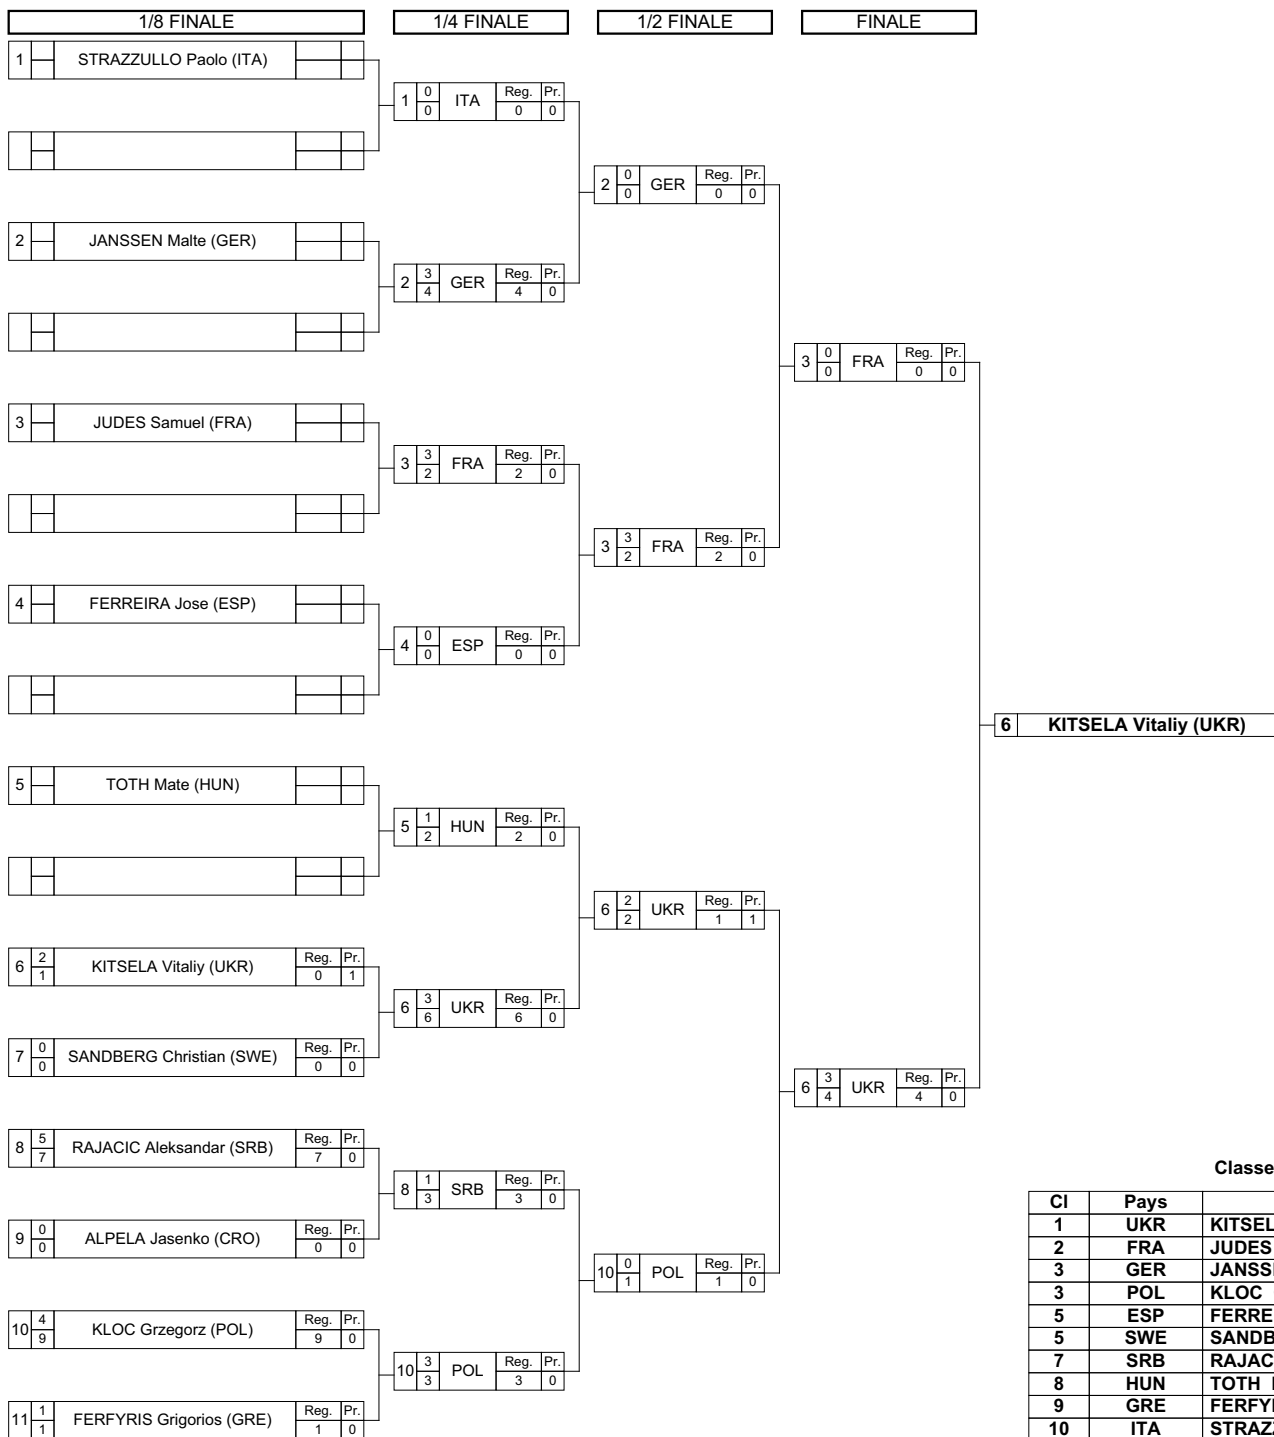 1/8 FINALE 1/4 FINALE 1/2 FINALE FINALE
1 STRAZZULLO Paolo (ITA)
1 0 0 ITA Reg. Pr. 0 0
2 0 0 GER Reg. Pr. 0 0
2 JANSSEN Malte (GER)
2 3 4 GER Reg. Pr. 4 0
3 0 0 FRA Reg. Pr. 0 0
3 JUDES Samuel (FRA)
3 3 2 FRA Reg. Pr. 2 0
3 3 2 FRA Reg. Pr. 2 0
4 FERREIRA Jose (ESP)
4 0 0 ESP Reg. Pr. 0 0
6 KITSELA Vitaliy (UKR)
5 TOTH Mate (HUN)
5 1 2 HUN Reg. Pr. 2 0
6 2 2 UKR Reg. Pr. 1 1
6 2 1 KITSELA Vitaliy (UKR) Reg. Pr. 0 1
6 3 6 UKR Reg. Pr. 6 0
7 0 0 SANDBERG Christian (SWE) Reg. Pr. 0 0
6 3 4 UKR Reg. Pr. 4 0
8 5 7 RAJACIC Aleksandar (SRB) Reg. Pr. 7 0
8 1 3 SRB Reg. Pr. 3 0
9 0 0 ALPELA Jasenko (CRO) Reg. Pr. 0 0
10 0 1 POL Reg. Pr. 1 0
10 4 9 KLOC Grzegorz (POL) Reg. Pr. 9 0
10 3 3 POL Reg. Pr. 3 0
11 1 1 FERFYRIS Grigorios (GRE) Reg. Pr. 1 0
Classe
Cl Pays
1 UKR KITSEL
2 FRA JUDES
3 GER JANSS
3 POL KLOC
5 ESP FERRE
5 SWE SANDB
7 SRB RAJAC
8 HUN TOTH
9 GRE FERFY
10 ITA STRAZ